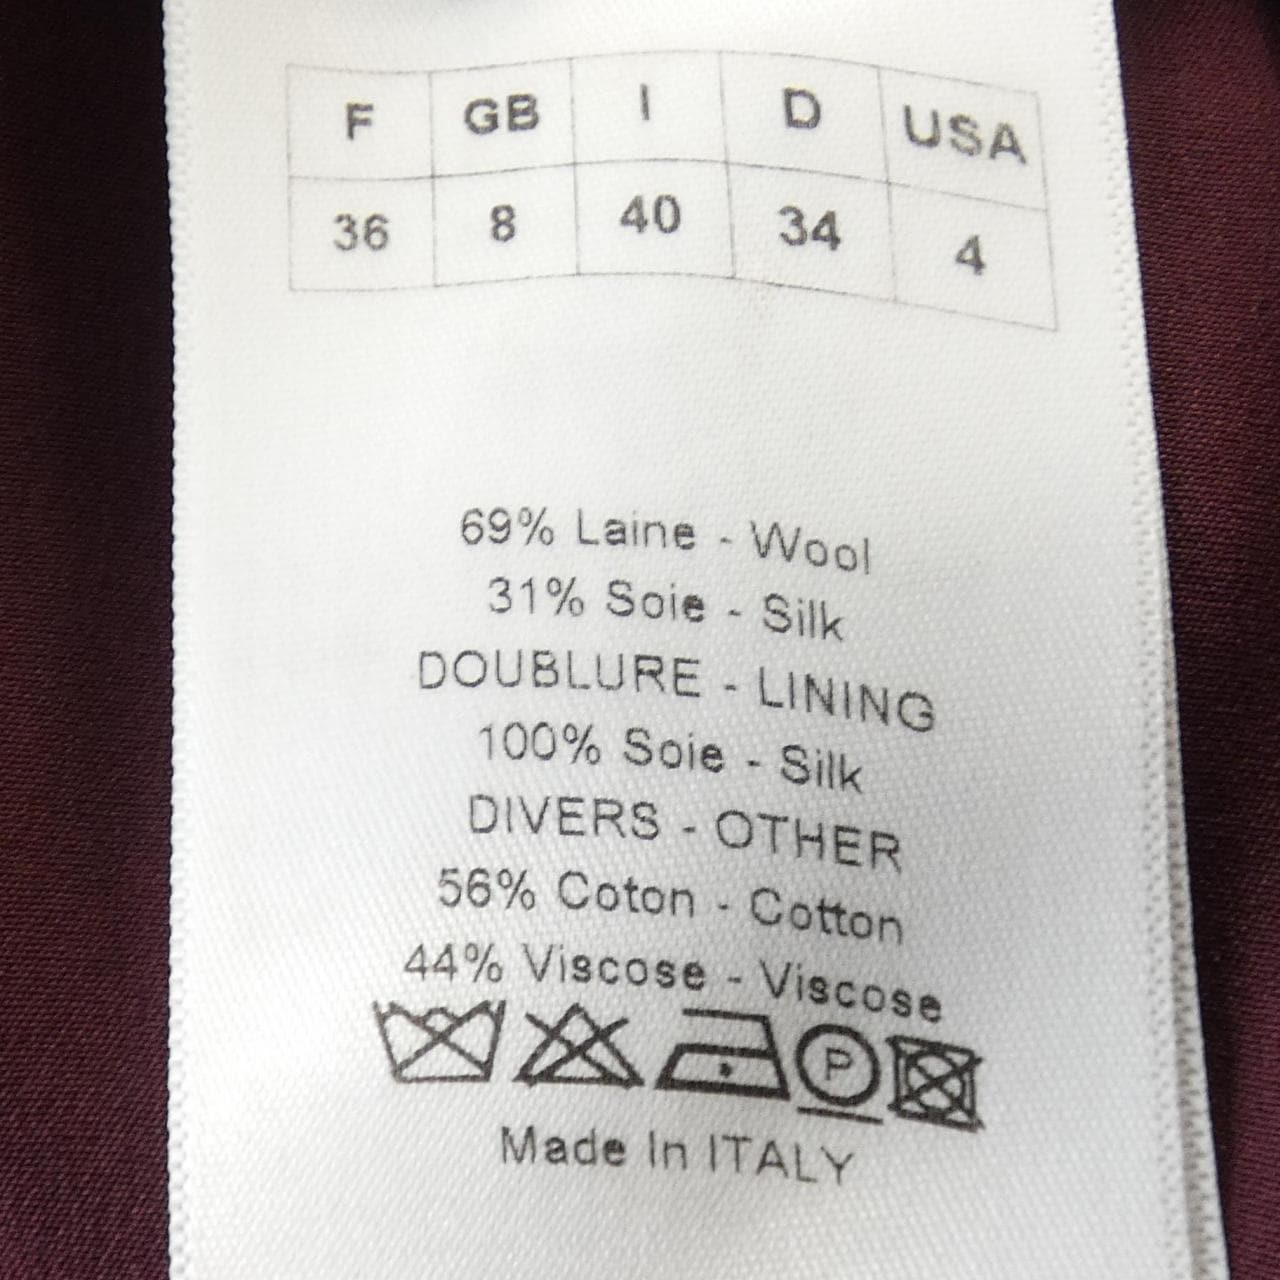 F GB I D USA
36 8 40 34 4
69% Laine - Wool
31% Soie - Silk
DOUBLURE - LINING
100% Soie - Silk
DIVERS - OTHER
56% Coton - Cotton
44% Viscose - Viscose
P
Made In ITALY